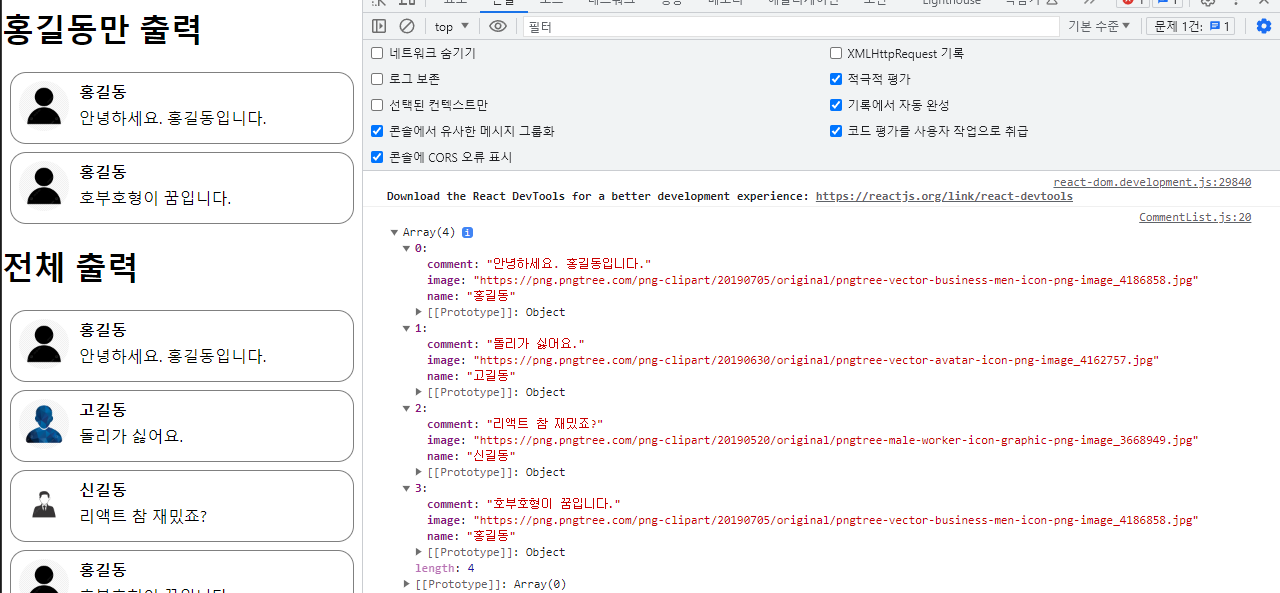 홍길동만 출력
홍길동
안녕하세요. 홍길동입니다.
홍길동
호부호형이 꿈입니다.
전체 출력
홍길동
안녕하세요. 홍길동입니다.
고길동
돌리가 싫어요.
신길동
리액트 참 재밌죠?
홍길동
Lighthouse
1
1
top
필터
기본 수준
문제 1건: 1
네트워크 숨기기
XMLHttpRequest 기록
로그 보존
적극적 평가
선택된 컨텍스트만
기록에서 자동 완성
콘솔에서 유사한 메시지 그룹화
코드 평가를 사용자 작업으로 취급
콘솔에 CORS 오류 표시
react-dom.development.js:29840
Download the React DevTools for a better development experience: https://reactjs.org/link/react-devtools
CommentList.js:20
Array(4) i
0:
comment: "안녕하세요. 홍길동입니다."
image: "https://png.pngtree.com/png-clipart/20190705/original/pngtree-vector-business-men-icon-png-image_4186858.jpg"
name: "홍길동"
[[Prototype]]: Object
1:
comment: "돌리가 싫어요."
image: "https://png.pngtree.com/png-clipart/20190630/original/pngtree-vector-avatar-icon-png-image_4162757.jpg"
name: "고길동"
[[Prototype]]: Object
2:
comment: "리액트 참 재밌죠?"
image: "https://png.pngtree.com/png-clipart/20190520/original/pngtree-male-worker-icon-graphic-png-image_3668949.jpg"
name: "신길동"
[[Prototype]]: Object
3:
comment: "호부호형이 꿈입니다."
image: "https://png.pngtree.com/png-clipart/20190705/original/pngtree-vector-business-men-icon-png-image_4186858.jpg"
name: "홍길동"
[[Prototype]]: Object
length: 4
[[Prototype]]: Array(0)